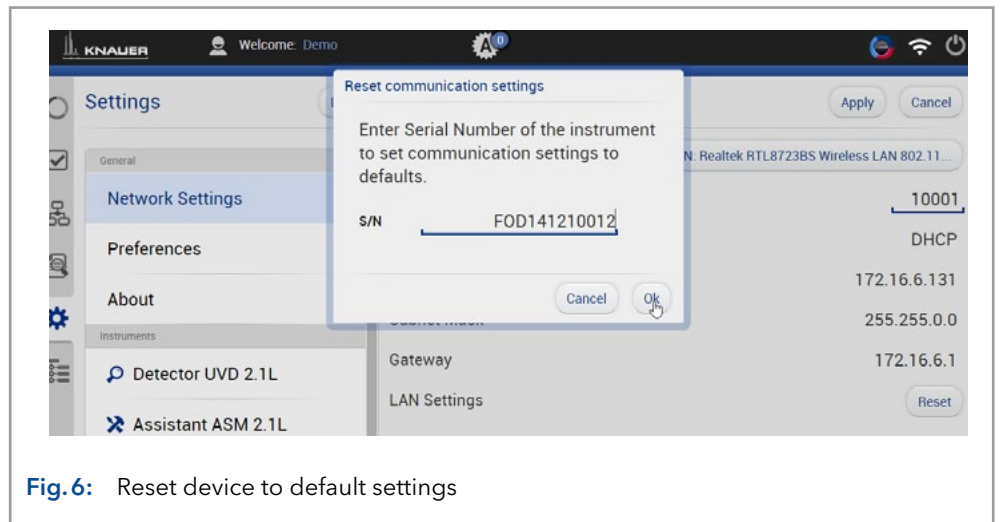 KNAUER Welcome: Demo A 0
Settings
Apply Cancel
Reset communication settings
Enter Serial Number of the instrument
to set communication settings to
defaults.
S/N FOD141210012
Cancel Ok
General
Network Settings
Preferences
About
Instruments
Detector UVD 2.1L
Assistant ASM 2.1L
N: Realtek RTL8723BS Wireless LAN 802.11...
10001
DHCP
172.16.6.131
255.255.0.0
Gateway 172.16.6.1
LAN Settings Reset
Fig. 6: Reset device to default settings